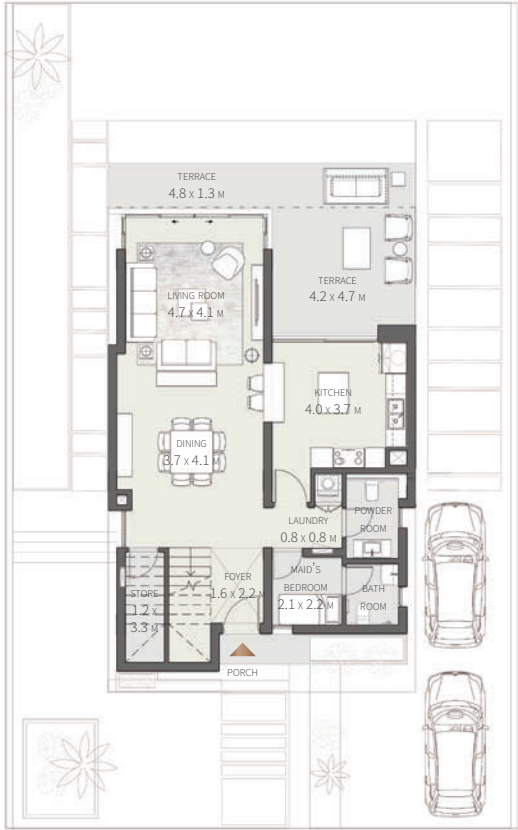 TERRACE
4.8 X 1.3 M
TERRACE
4.2 X 4.7 M
LIVING ROOM
4.7 X 4.1 M
KITCHEN
4.0 X 3.7 M
DINING
3.7 X 4.1 M
LAUNDRY
0.8 X 0.8 M
POWDER
ROOM
FOYER
1.6 X 2.2 M
MAID'S
BEDROOM
2.1 X 2.2 M
BATH
ROOM
STORE
1.2 X
3.3 M
PORCH